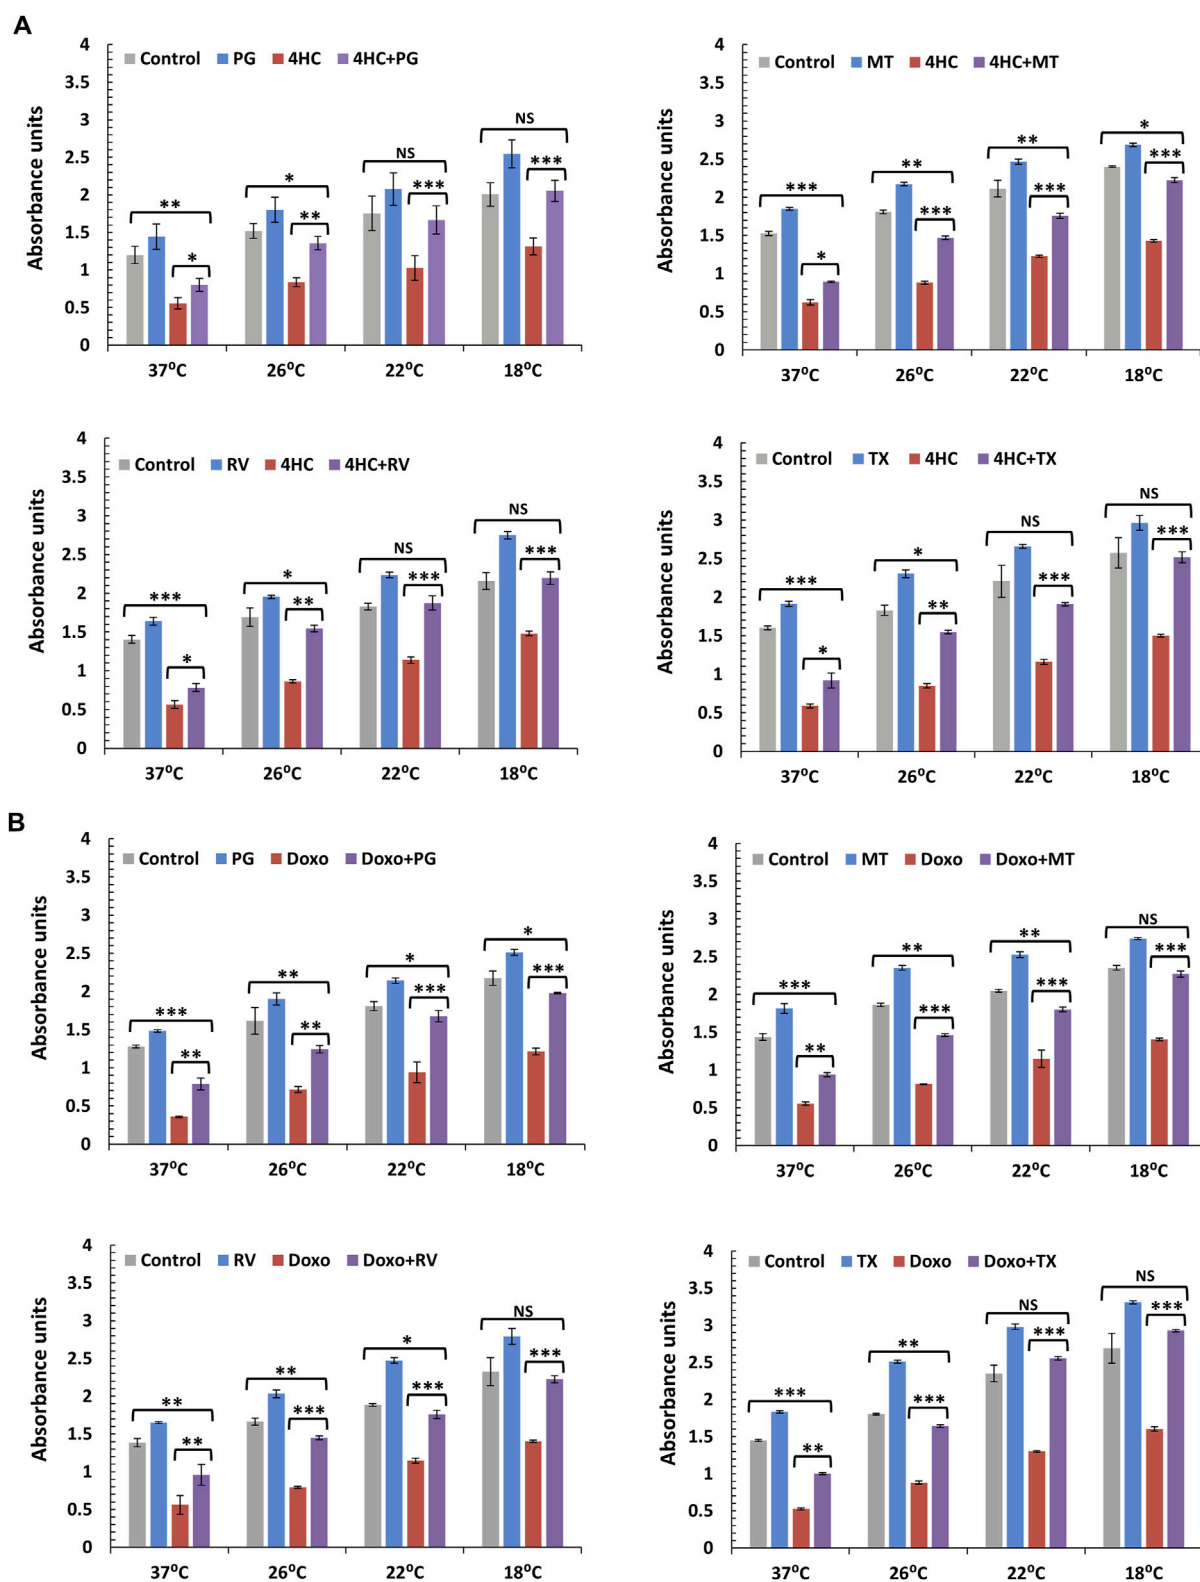 A
Control PG 4HC 4HC+PG
Absorbance units
4
3.5
3
2.5
2
1.5
1
0.5
0
** * * ** NS *** NS ***
37°C 26°C 22°C 18°C
Control MT 4HC 4HC+MT
Absorbance units
4
3.5
3
2.5
2
1.5
1
0.5
0
*** * ** *** ** *** * ***
37°C 26°C 22°C 18°C
Control RV 4HC 4HC+RV
Absorbance units
4
3.5
3
2.5
2
1.5
1
0.5
0
*** * * ** NS *** NS ***
37°C 26°C 22°C 18°C
Control TX 4HC 4HC+TX
Absorbance units
4
3.5
3
2.5
2
1.5
1
0.5
0
*** * * ** NS *** NS ***
37°C 26°C 22°C 18°C
B
Control PG Doxo Doxo+PG
Absorbance units
4
3.5
3
2.5
2
1.5
1
0.5
0
*** ** ** ** * *** * ***
37°C 26°C 22°C 18°C
Control MT Doxo Doxo+MT
Absorbance units
4
3.5
3
2.5
2
1.5
1
0.5
0
*** ** ** *** ** *** NS ***
37°C 26°C 22°C 18°C
Control RV Doxo Doxo+RV
Absorbance units
4
3.5
3
2.5
2
1.5
1
0.5
0
** ** ** *** * *** NS ***
37°C 26°C 22°C 18°C
Control TX Doxo Doxo+TX
Absorbance units
4
3.5
3
2.5
2
1.5
1
0.5
0
*** ** ** *** NS *** NS ***
37°C 26°C 22°C 18°C